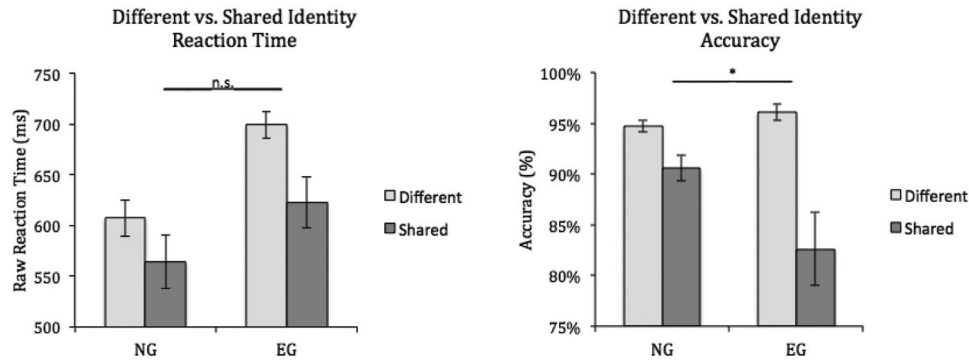 Different vs. Shared Identity
Reaction Time
750
700
650
600
550
500
Raw Reaction Time (ms)
n.s.
NG
EG
Different
Shared
Different vs. Shared Identity
Accuracy
100%
95%
90%
85%
80%
75%
Accuracy (%)
*
NG
EG
Different
Shared